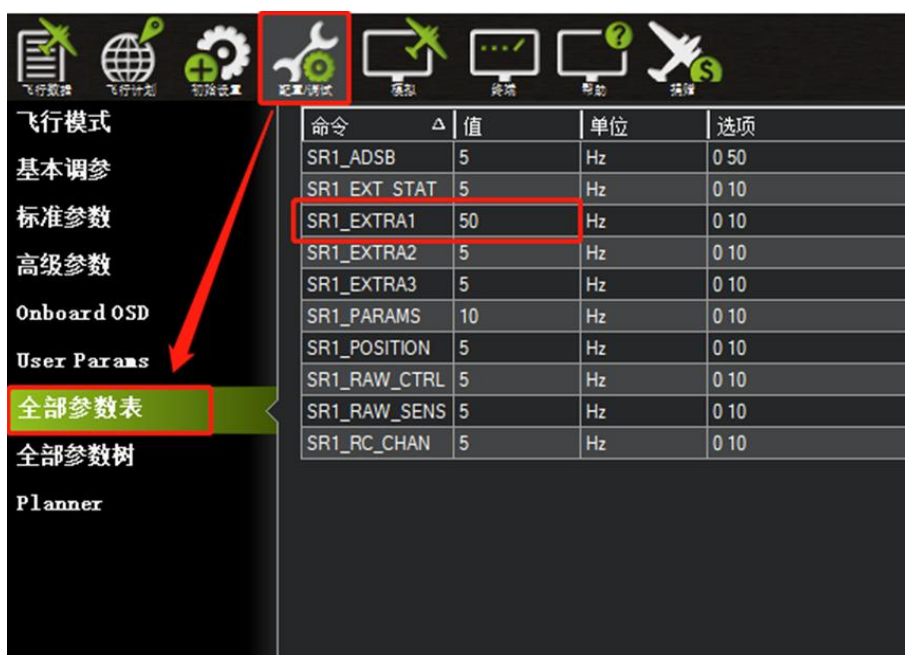 飞行数据 飞行计划 初始设置 配置/调试 模拟 终端 帮助 捐赠
飞行模式
基本调参
标准参数
高级参数
Onboard OSD
User Params
全部参数表
全部参数树
Planner
命令 值 单位 选项
SR1_ADSB 5 Hz 0 50
SR1_EXT_STAT 5 Hz 0 10
SR1_EXTRA1 50 Hz 0 10
SR1_EXTRA2 5 Hz 0 10
SR1_EXTRA3 5 Hz 0 10
SR1_PARAMS 10 Hz 0 10
SR1_POSITION 5 Hz 0 10
SR1_RAW_CTRL 5 Hz 0 10
SR1_RAW_SENS 5 Hz 0 10
SR1_RC_CHAN 5 Hz 0 10